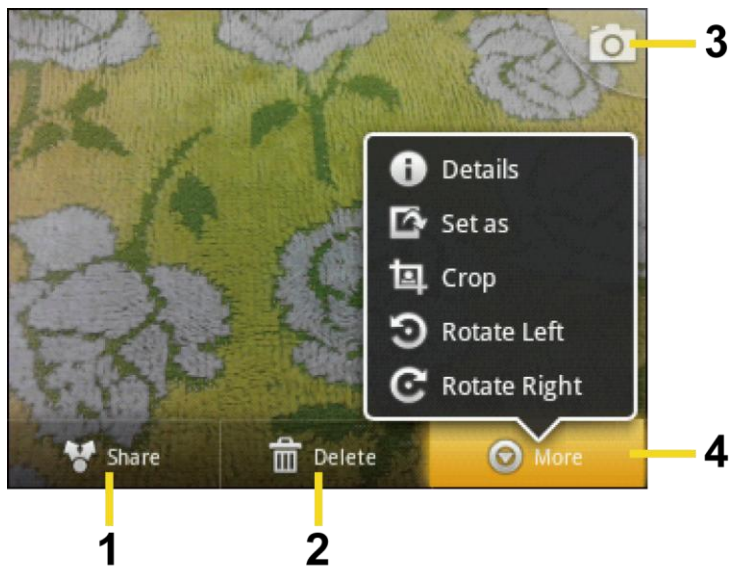 3
Details
Set as
Crop
Rotate Left
Rotate Right
Share
Delete
More
4
1
2